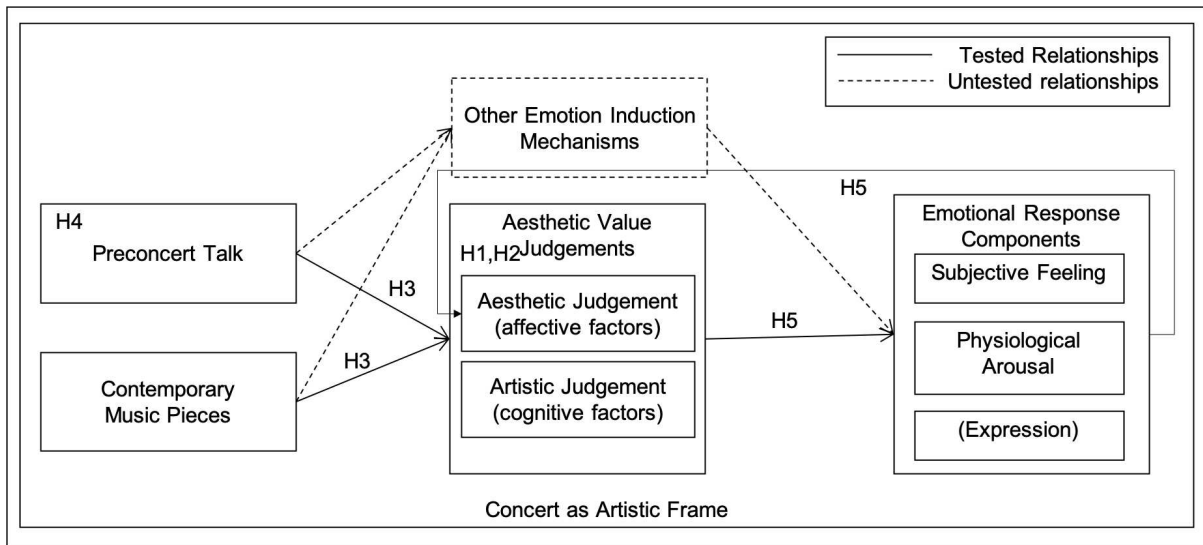 Tested Relationships
Untested relationships
Other Emotion Induction
Mechanisms
H5
H4
Preconcert Talk
Aesthetic Value
Judgements
H1,H2
Emotional Response
Components
Subjective Feeling
H3
Aesthetic Judgement
(affective factors)
H5
H3
Contemporary
Music Pieces
Artistic Judgement
(cognitive factors)
Physiological
Arousal
(Expression)
Concert as Artistic Frame